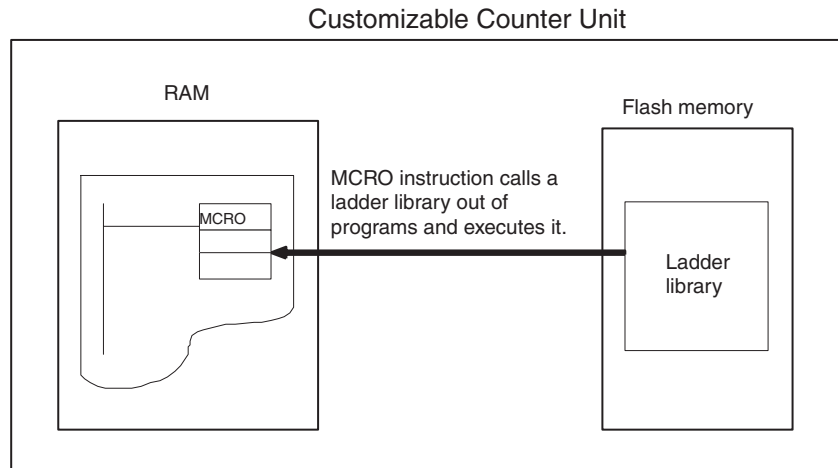 Customizable Counter Unit
RAM
Flash memory
MCRO instruction calls a
ladder library out of
programs and executes it.
MCRO
Ladder
library